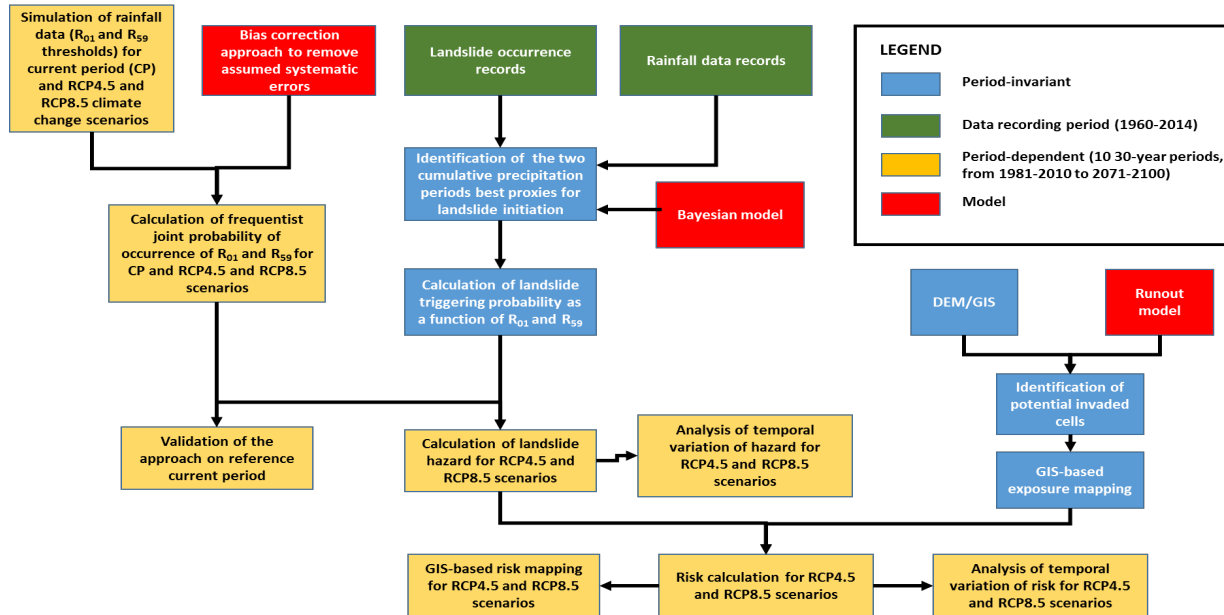 Simulation of rainfall
data (R01 and R59
thresholds) for
current period (CP)
and RCP4.5 and
RCP8.5 climate
change scenarios
Bias correction
approach to remove
assumed systematic
errors
Landslide occurrence
records
Rainfall data records
LEGEND
Period-invariant
Data recording period (1960-2014)
Period-dependent (10 30-year periods,
from 1981-2010 to 2071-2100)
Model
Identification of the two
cumulative precipitation
periods best proxies for
landslide initiation
Bayesian model
Calculation of frequentist
joint probability of
occurrence of R01 and R59 for
CP and RCP4.5 and RCP8.5
scenarios
Calculation of landslide
triggering probability as
a function of R01 and R59
DEM/GIS
Runout
model
Identification of
potential invaded
cells
Validation of the
approach on reference
current period
Calculation of landslide
hazard for RCP4.5 and
RCP8.5 scenarios
Analysis of temporal
variation of hazard for
RCP4.5 and RCP8.5
scenarios
GIS-based
exposure mapping
GIS-based risk mapping
for RCP4.5 and RCP8.5
scenarios
Risk calculation for RCP4.5
and RCP8.5 scenarios
Analysis of temporal
variation of risk for RCP4.5
and RCP8.5 scenarios